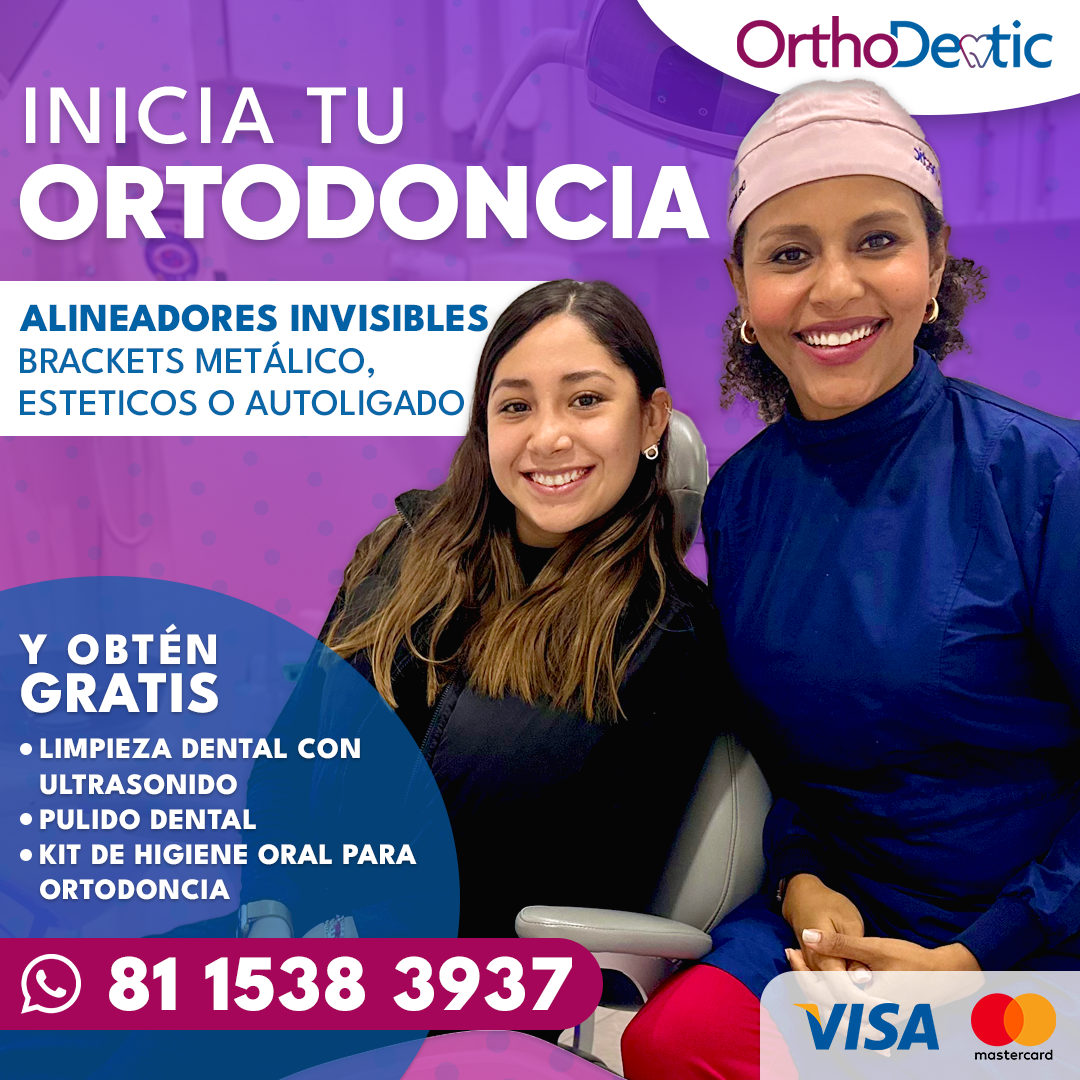 OrthoDentic
INICIA TU
ORTODONCIA
ALINEADORES INVISIBLES
BRACKETS METÁLICO,
ESTETICOS O AUTOLIGADO
Y OBTÉN
GRATIS
• LIMPIEZA DENTAL CON
ULTRASONIDO
• PULIDO DENTAL
• KIT DE HIGIENE ORAL PARA
ORTODONCIA
81 1538 3937
VISA
mastercard